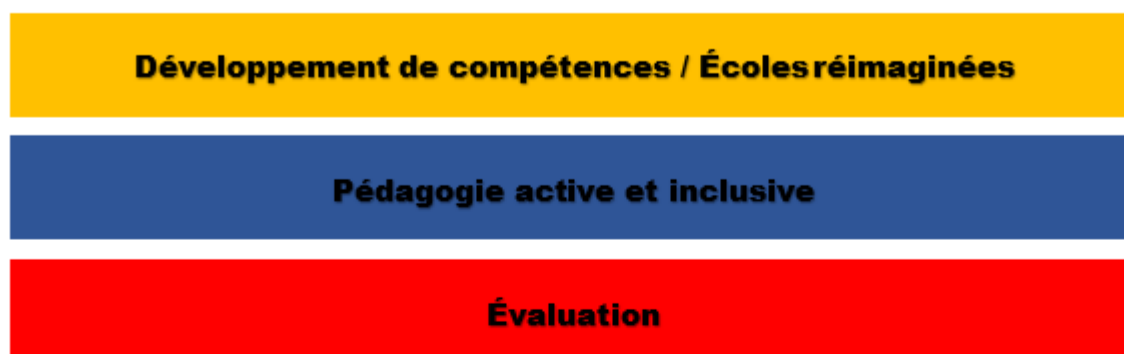 Développement de compétences / Écoles réimaginées
Pédagogie active et inclusive
Évaluation